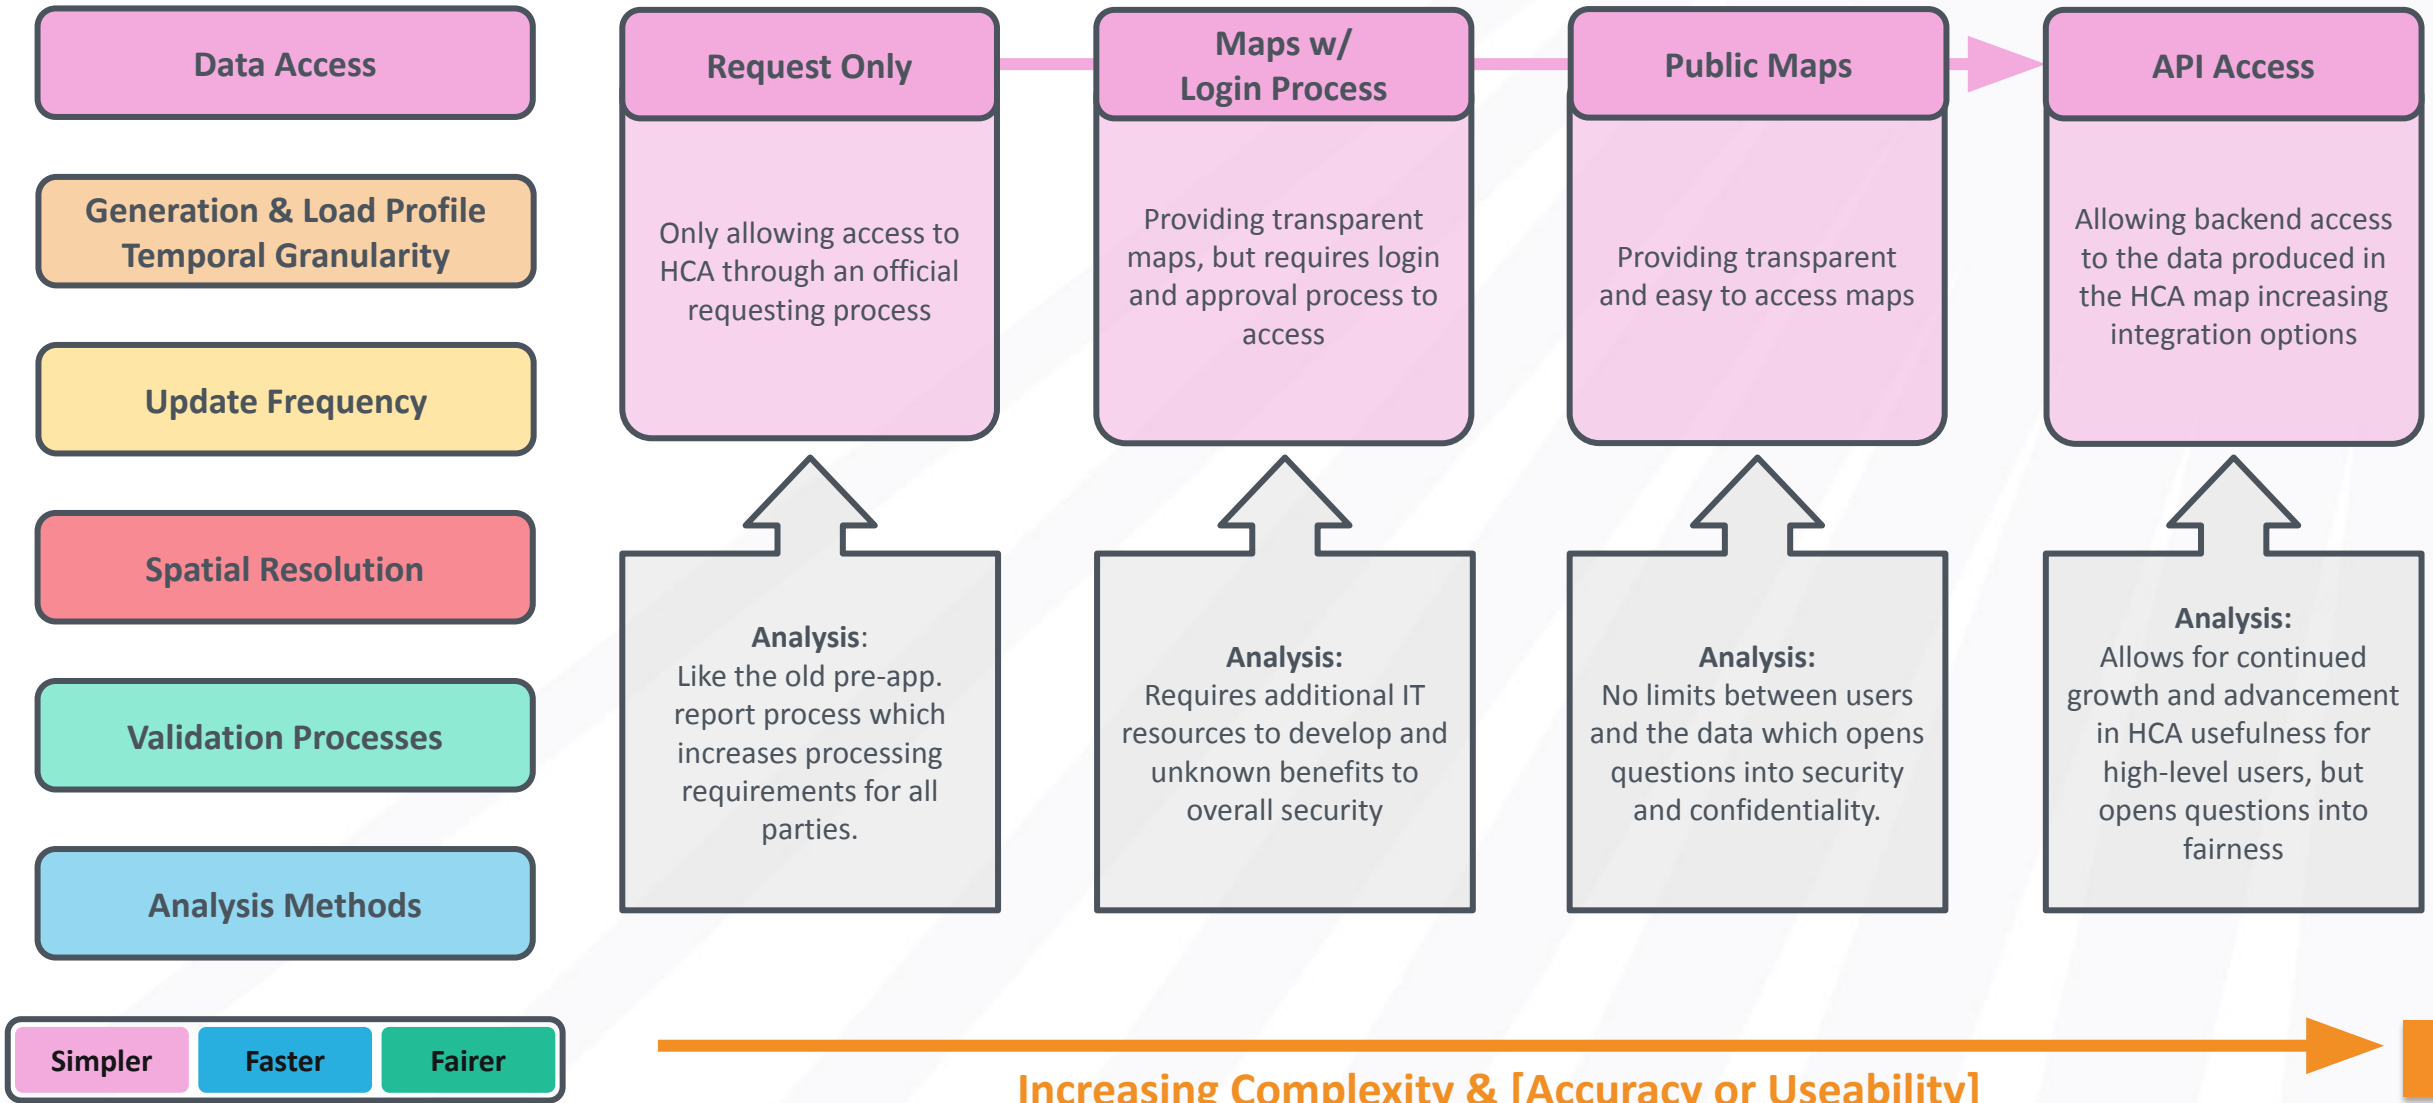 Data Access
Generation & Load Profile
Temporal Granularity
Update Frequency
Spatial Resolution
Validation Processes
Analysis Methods
Simpler
Faster
Fairer
Request Only
Only allowing access to
HCA through an official
requesting process
Analysis:
Like the old pre-app.
report process which
increases processing
requirements for all
parties.
Maps w/
Login Process
Providing transparent
maps, but requires login
and approval process to
access
Analysis:
Requires additional IT
resources to develop and
unknown benefits to
overall security
Public Maps
Providing transparent
and easy to access maps
Analysis:
No limits between users
and the data which opens
questions into security
and confidentiality.
API Access
Allowing backend access
to the data produced in
the HCA map increasing
integration options
Analysis:
Allows for continued
growth and advancement
in HCA usefulness for
high-level users, but
opens questions into
fairness
Increasing Complexity & [Accuracy or Useability]